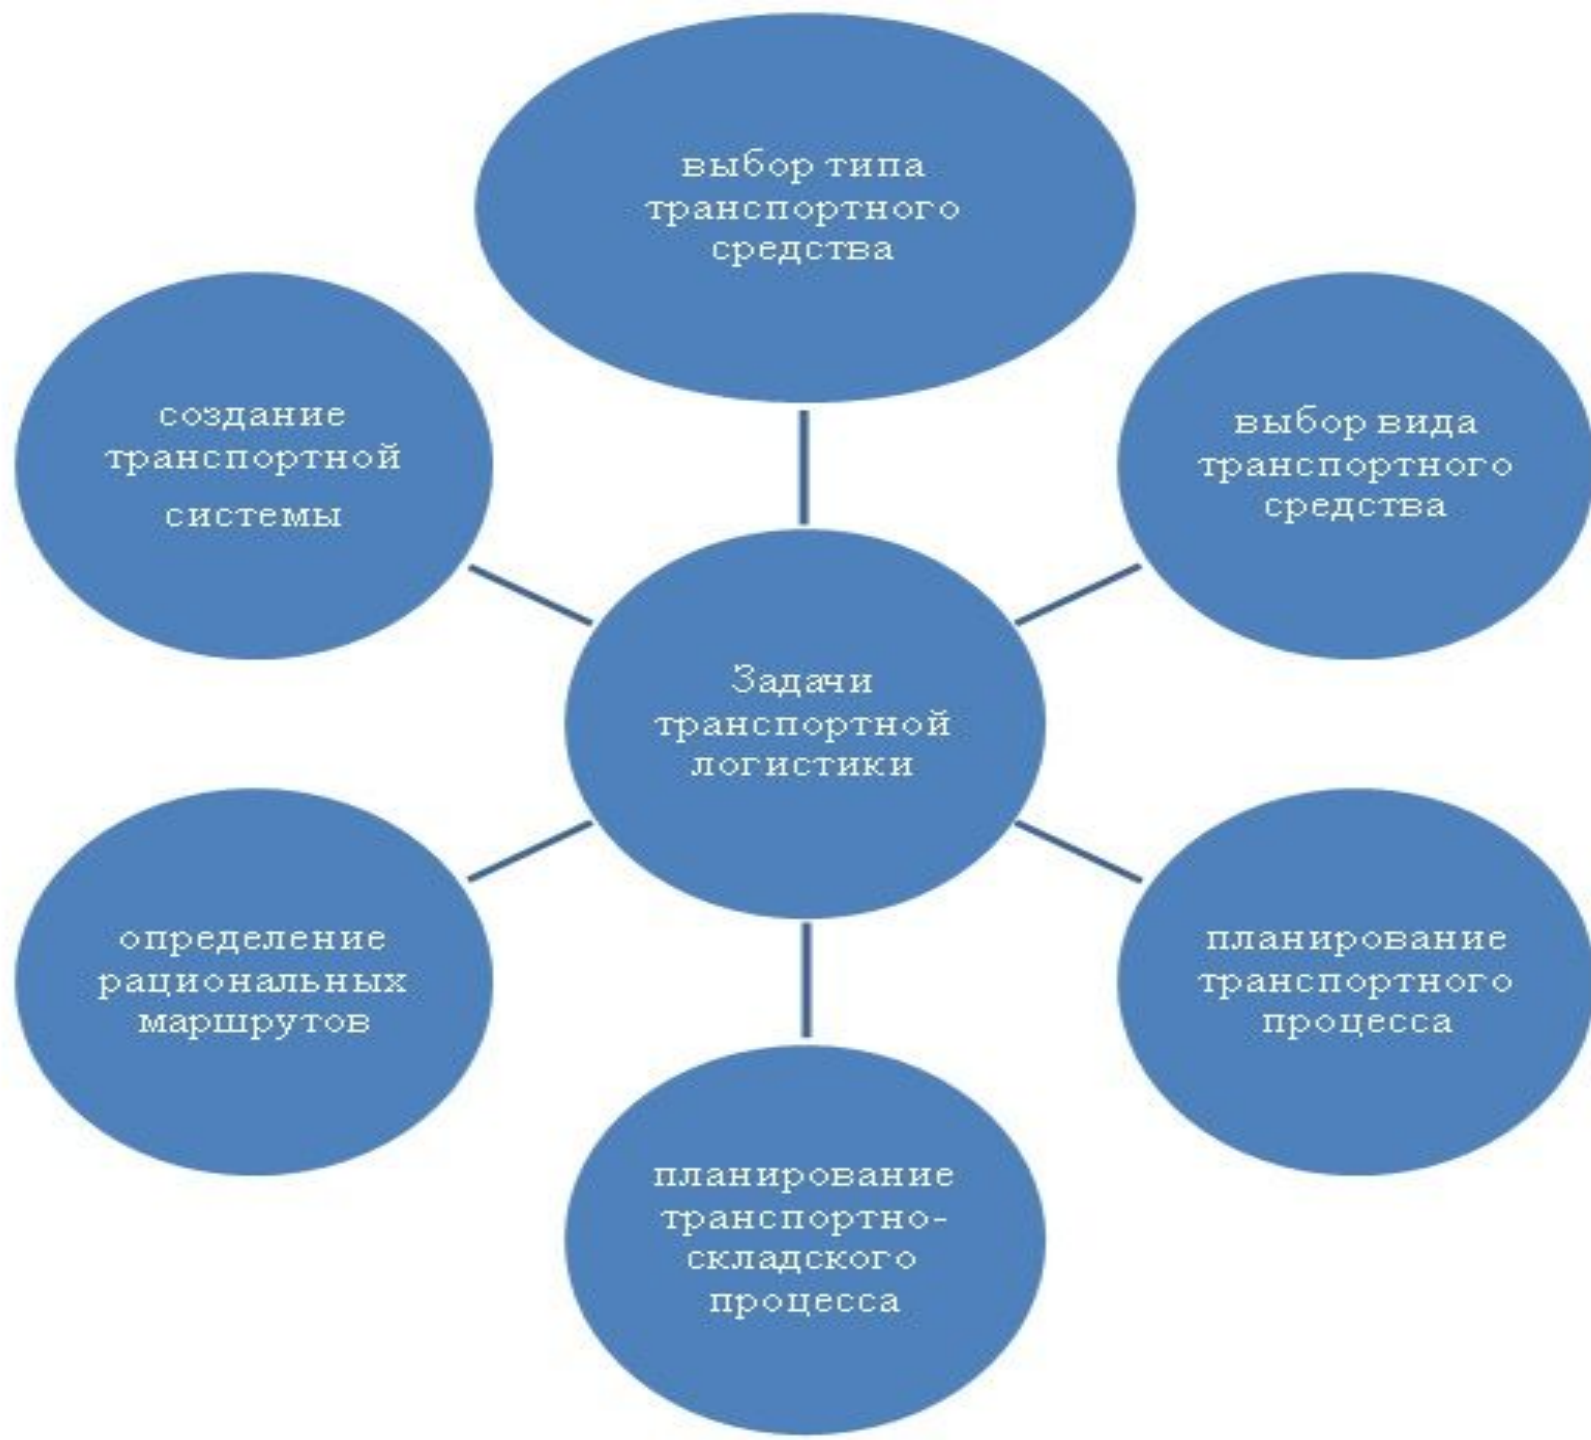 выбор типа
транспортного
средства
выбор вида
транспортного
средства
планирование
транспортного
процесса
планирование
транспортно-
складского
процесса
определение
рациональных
маршрутов
создание
транспортной
системы
Задачи
транспортной
логистики